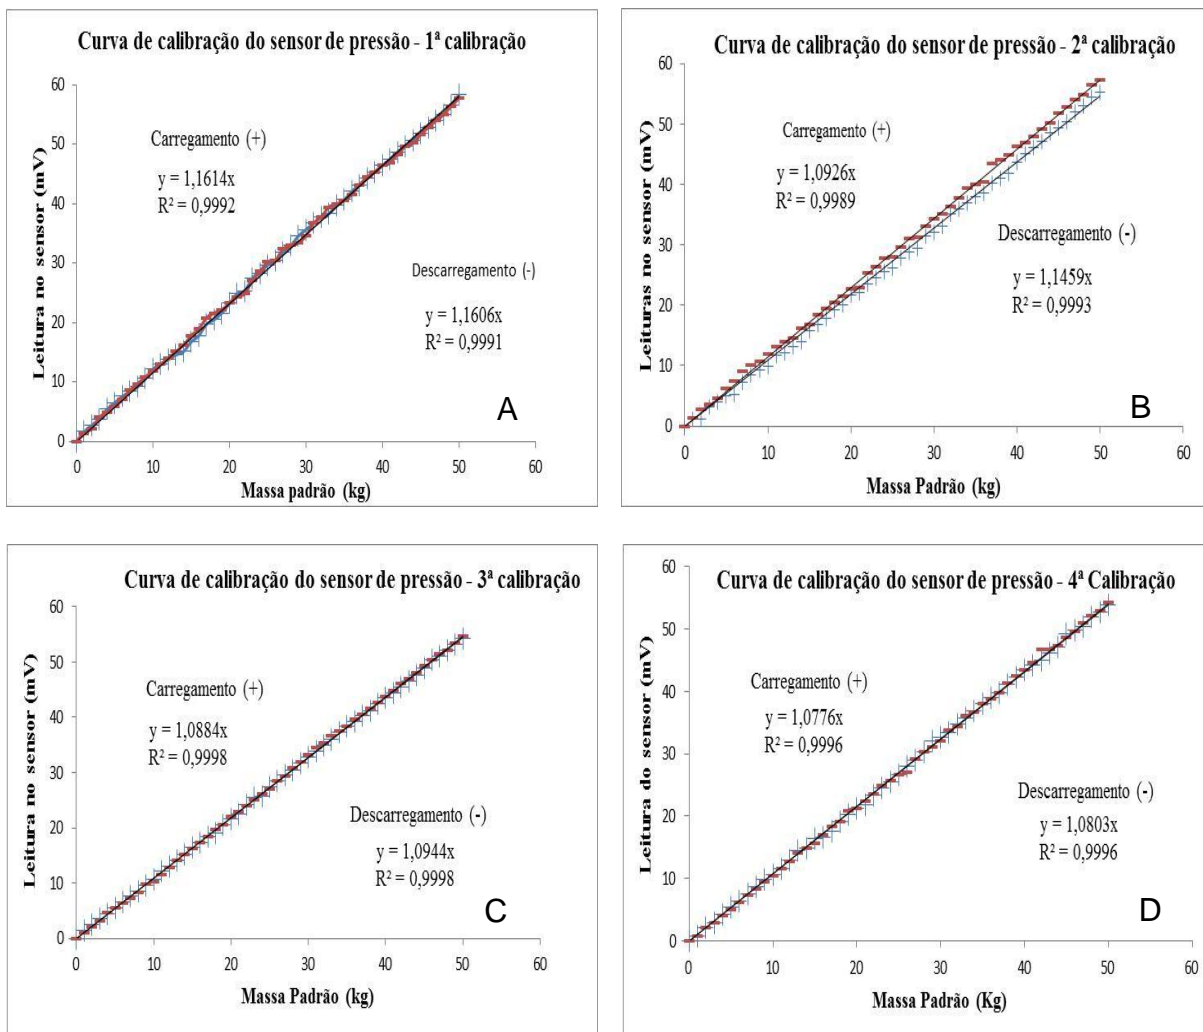 Curva de calibração do sensor de pressão - 1ª calibração
Leitura no sensor (mV)
60
50
40
30
20
10
0
Carregamento (+)
y = 1,1614x
R² = 0,9992
Descarregamento (-)
y = 1,1606x
R² = 0,9991
A
0 10 20 30 40 50 60
Massa padrão (kg)
Curva de calibração do sensor de pressão - 2ª calibração
Leituras no sensor (mV)
60
50
40
30
20
10
0
Carregamento (+)
y = 1,0926x
R² = 0,9989
Descarregamento (-)
y = 1,1459x
R² = 0,9993
B
0 10 20 30 40 50 60
Massa Padrão (kg)
Curva de calibração do sensor de pressão - 3ª calibração
Leitura no sensor (mV)
60
50
40
30
20
10
0
Carregamento (+)
y = 1,0884x
R² = 0,9998
Descarregamento (-)
y = 1,0944x
R² = 0,9998
C
0 10 20 30 40 50 60
Massa Padrão (kg)
Curva de calibração do sensor de pressão - 4ª Calibração
Leitura do sensor (mV)
60
50
40
30
20
10
0
Carregamento (+)
y = 1,0776x
R² = 0,9996
Descarregamento (-)
y = 1,0803x
R² = 0,9996
D
0 10 20 30 40 50 60
Massa Padrão (Kg)